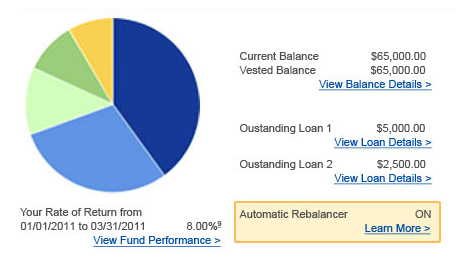 Current Balance $65,000.00
Vested Balance $65,000.00
View Balance Details >
Oustanding Loan 1 $5,000.00
View Loan Details >
Oustanding Loan 2 $2,500.00
View Loan Details >
Your Rate of Return from
01/01/2011 to 03/31/2011 8.00%⁹
View Fund Performance >
Automatic Rebalancer ON
Learn More >